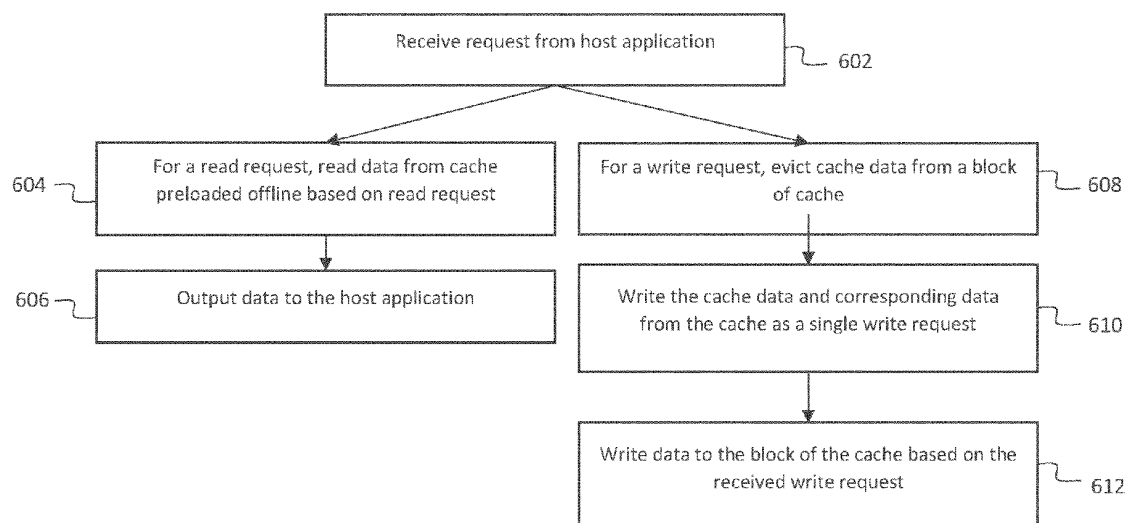 Receive request from host application
602
For a read request, read data from cache
preloaded offline based on read request
604
For a write request, evict cache data from a block
of cache
608
Output data to the host application
606
Write the cache data and corresponding data
from the cache as a single write request
610
Write data to the block of the cache based on the
received write request
612